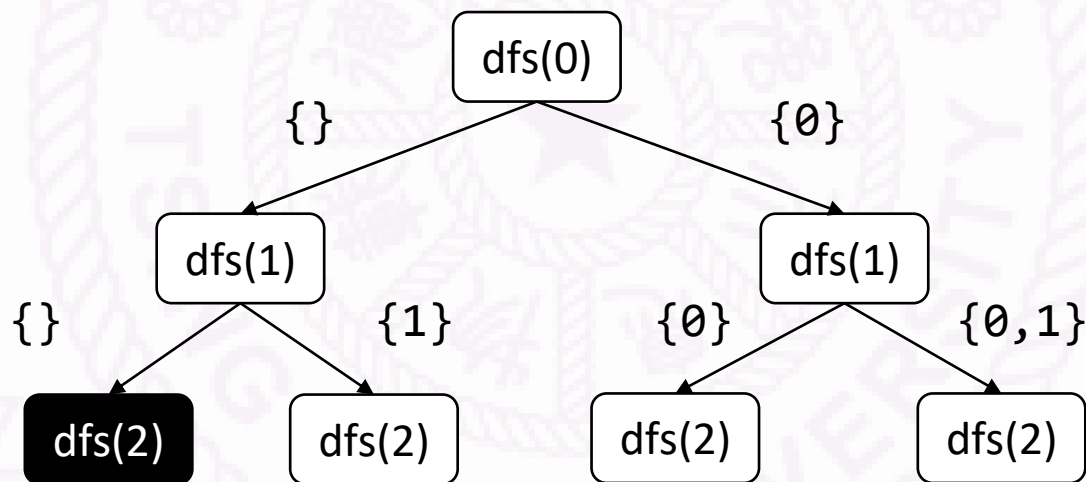 dfs(0)
{} {0}
dfs(1) dfs(1)
{} {1} {0} {0,1}
dfs(2) dfs(2) dfs(2) dfs(2)